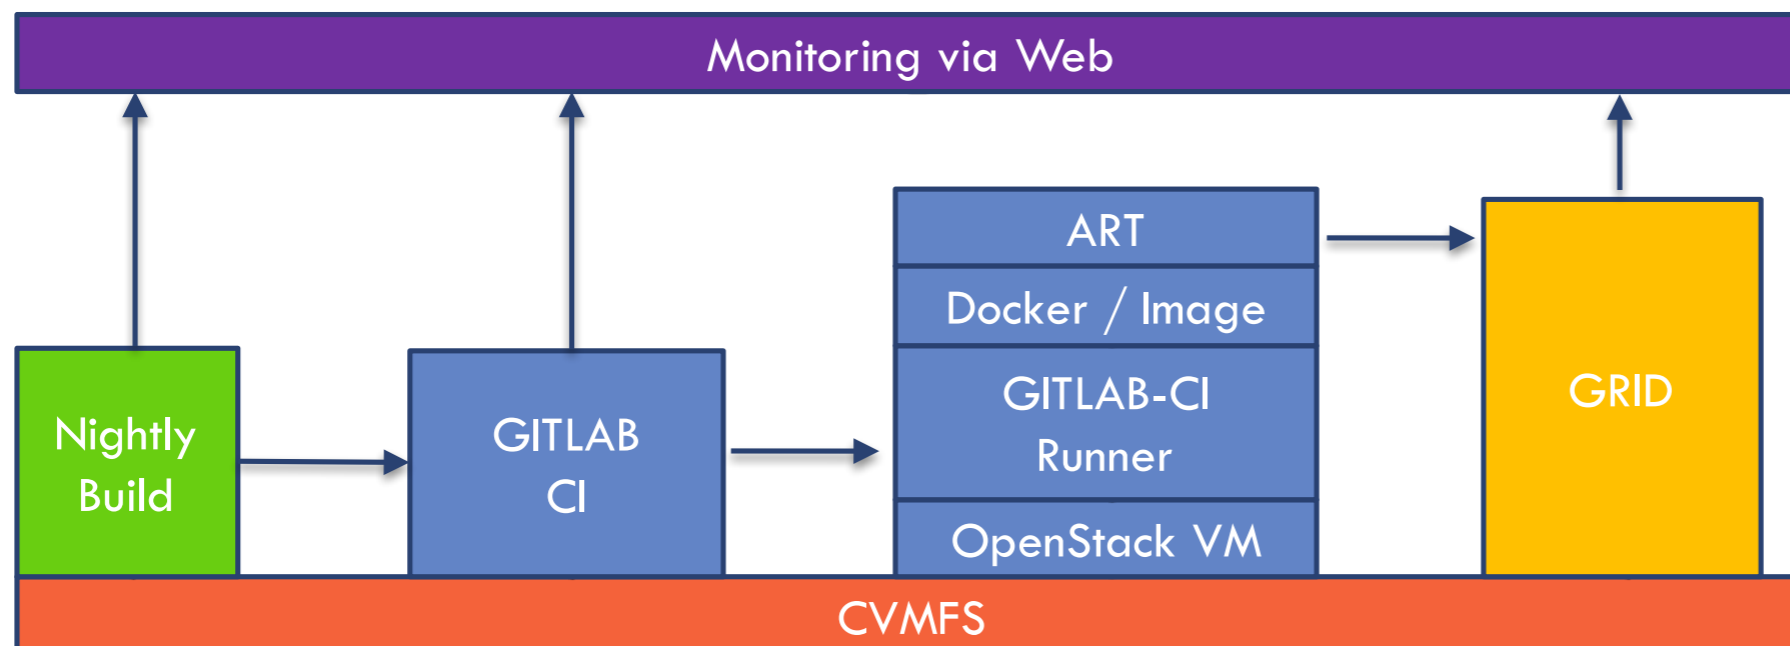 Monitoring via Web
Nightly
Build
GITLAB
CI
ART
Docker / Image
GITLAB-CI
Runner
OpenStack VM
GRID
CVMFS